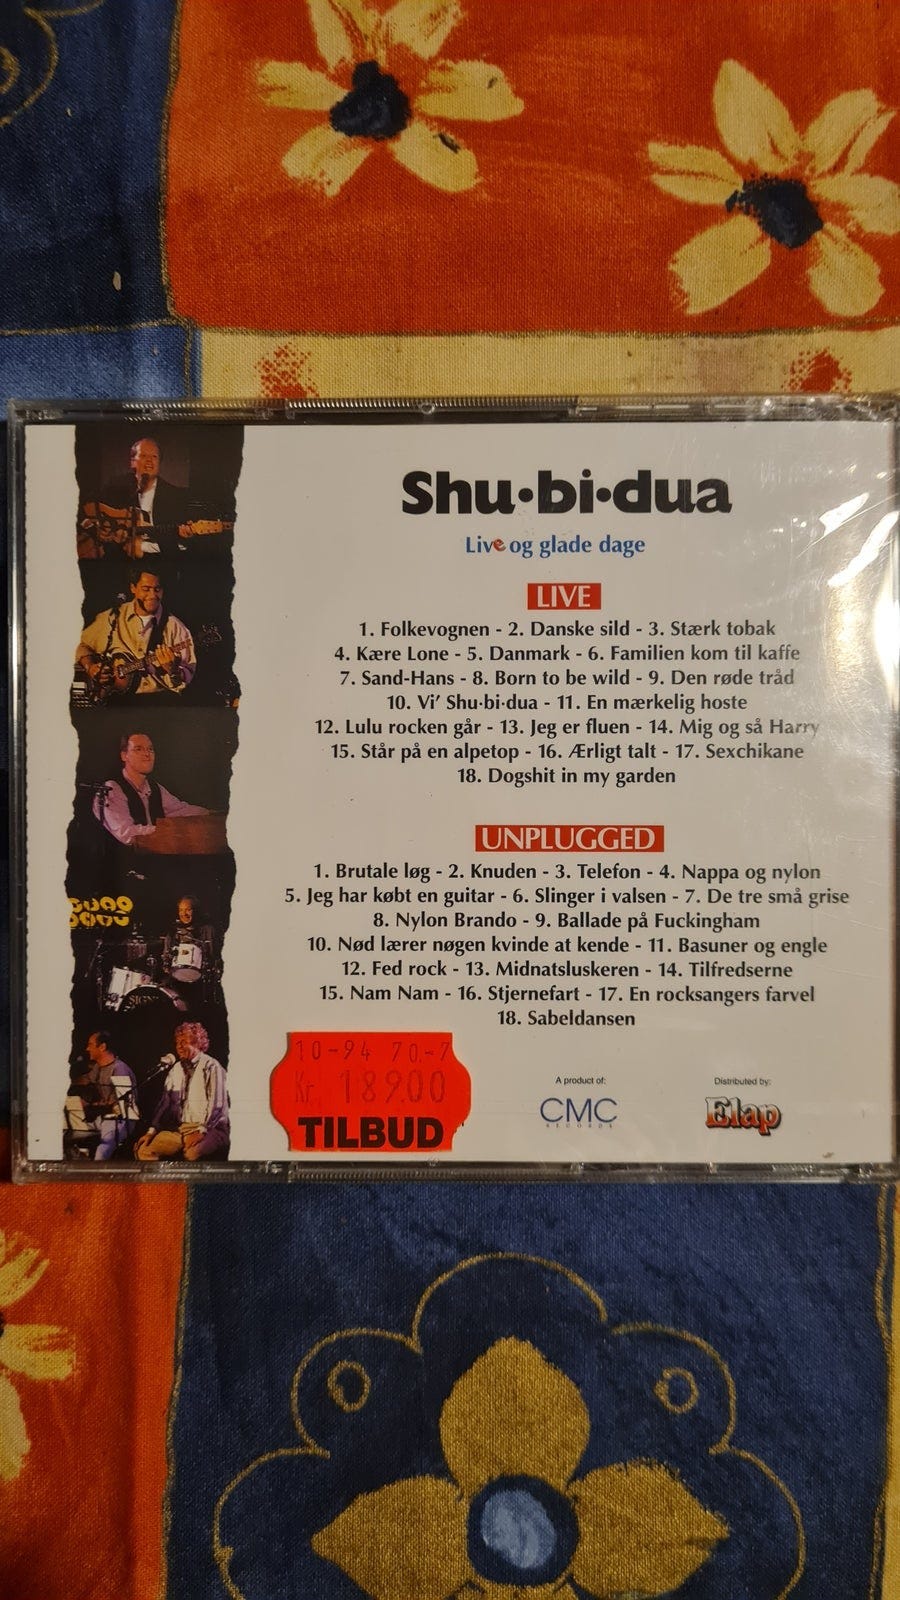 Shu•bi•dua
Live og glade dage
LIVE
1. Folkevognen - 2. Danske sild - 3. Stærk tobak
4. Kære Lone - 5. Danmark - 6. Familien kom til kaffe
7. Sand-Hans - 8. Born to be wild - 9. Den røde tråd
10. Vi' Shu·bi·dua - 11. En mærkelig hoste
12. Lulu rocken går - 13. Jeg er fluen - 14. Mig og så Harry
15. Står på en alpetop - 16. Ærligt talt - 17. Sexchikane
18. Dogshit in my garden
UNPLUGGED
1. Brutale løg - 2. Knuden - 3. Telefon - 4. Nappa og nylon
5. Jeg har købt en guitar - 6. Slinger i valsen - 7. De tre små grise
8. Nylon Brando - 9. Ballade på Fuckingham
10. Nød lærer nøgen kvinde at kende - 11. Basuner og engle
12. Fed rock - 13. Midnatsluskeren - 14. Tilfredserne
15. Nam Nam - 16. Stjernefart - 17. En rocksangers farvel
18. Sabeldansen
10-94 70.-7
Kr. 189.00
TILBUD
A product of:
CMC
RECORDS
Distributed by:
Elap